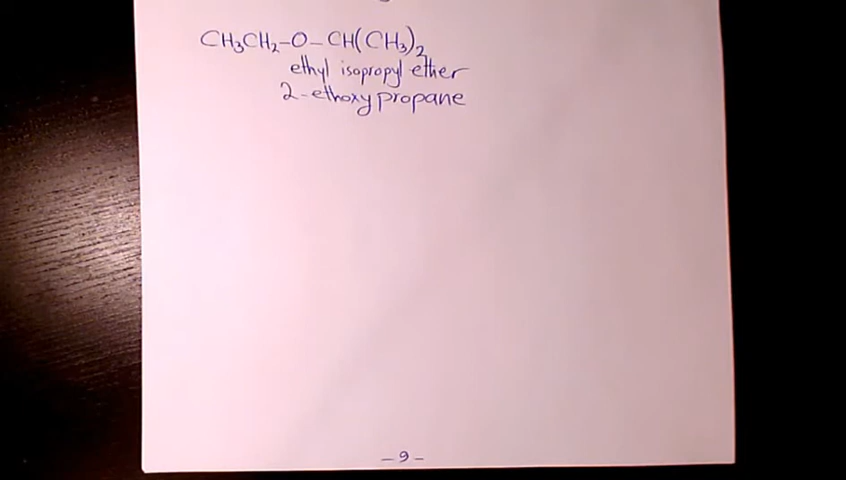 CH₃CH₂-O-CH(CH₃)₂
ethyl isopropyl ether
2-ethoxypropane
-9-